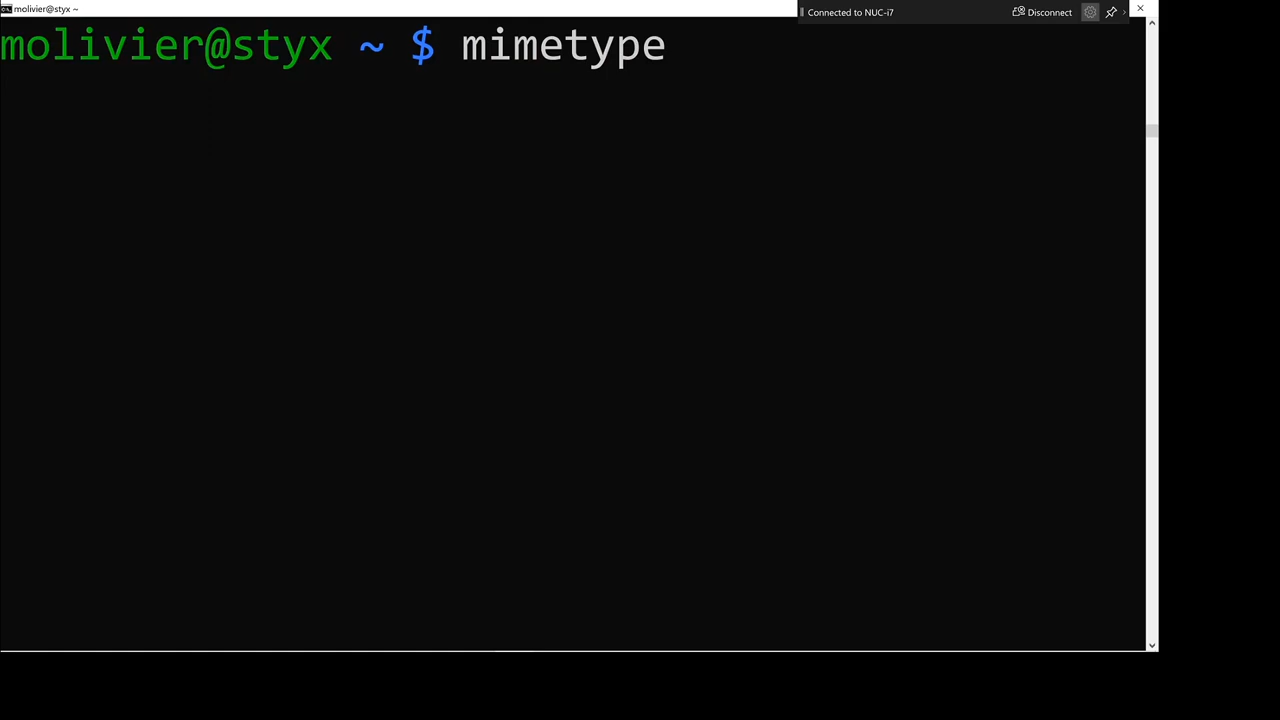 molivier@styx ~
Connected to NUC-i7
Disconnect
molivier@styx ~ $ mimetype